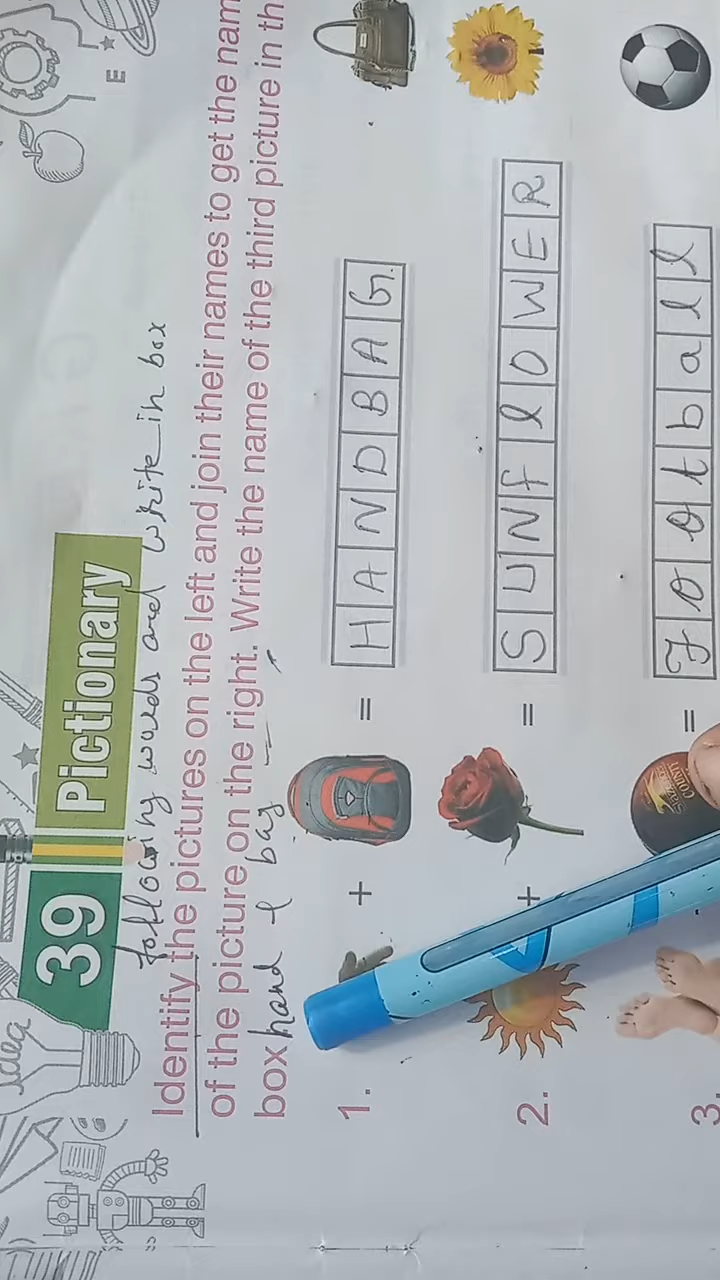 Idea
E
39 Pictionary
following words and write in box
Identify the pictures on the left and join their names to get the nam
of the picture on the right. Write the name of the third picture in th
box hand + bag
1. + = HANDBAG.
2. + = SUNFlOWER
3. = Football
COUNTY